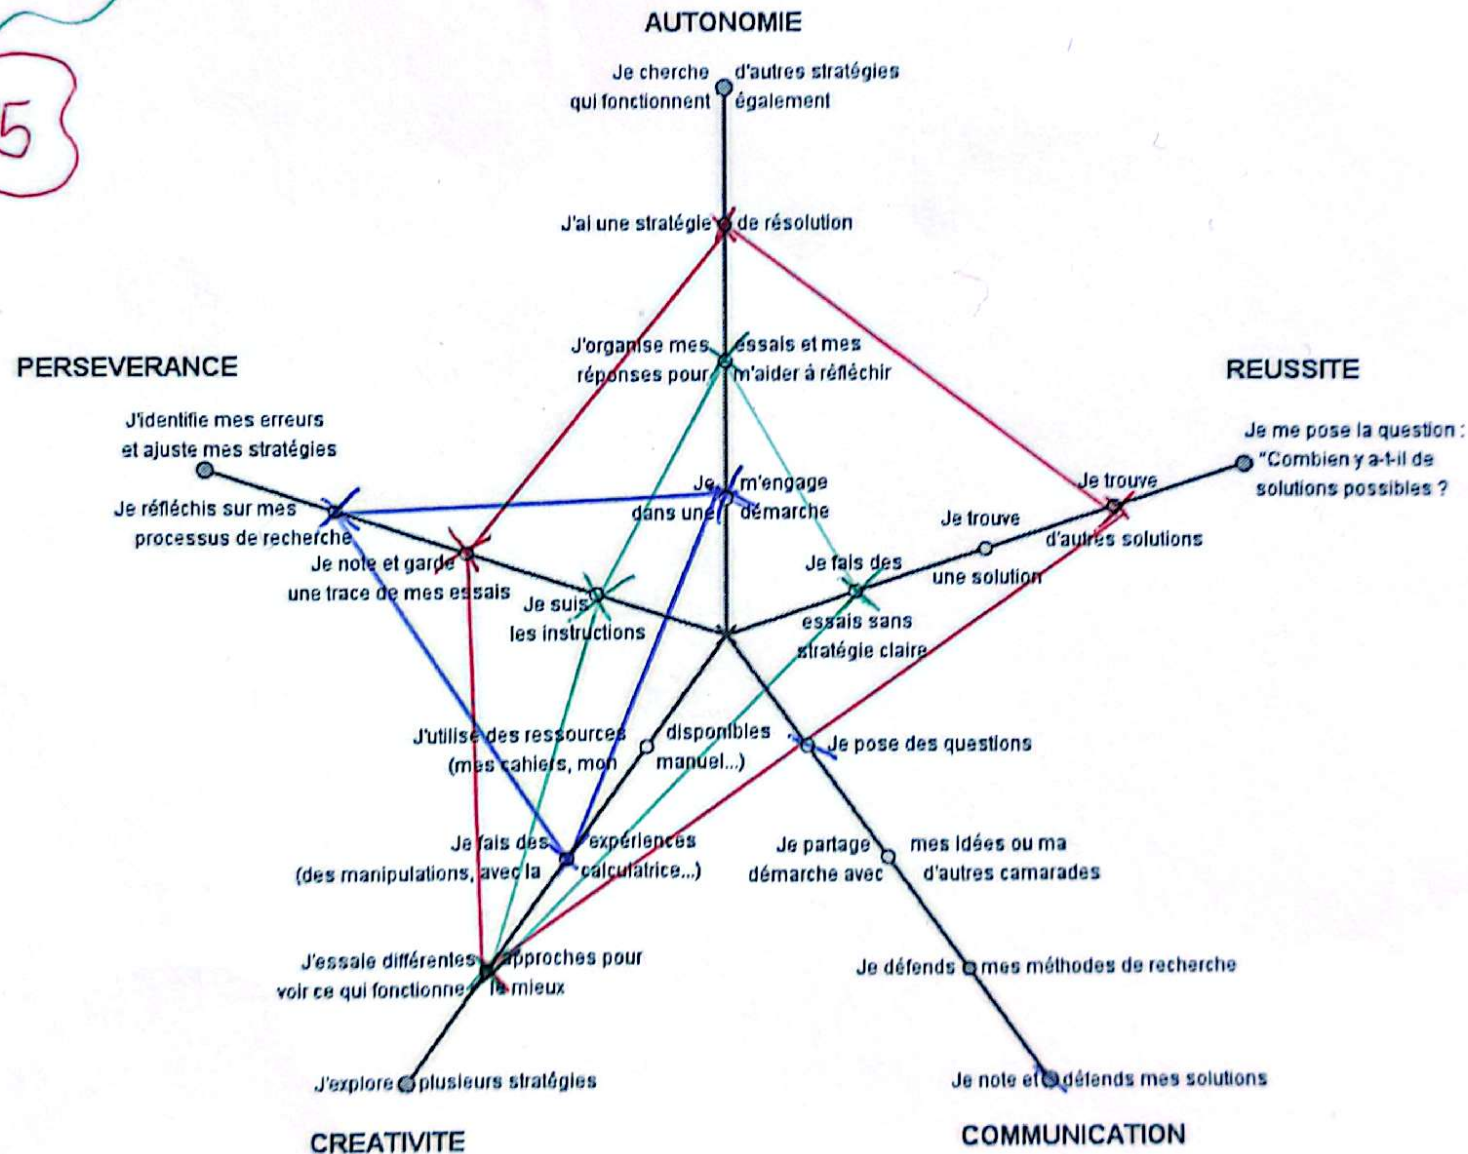 AUTONOMIE
Je cherche d'autres stratégies
qui fonctionnent également
5
J'ai une stratégie de résolution
J'organise mes essais et mes
réponses pour m'aider à réfléchir
PERSEVERANCE
REUSSITE
J'identifie mes erreurs
et ajuste mes stratégies
Je me pose la question :
"Combien y a-t-il de
solutions possibles ?
Je m'engage
dans une démarche
Je trouve
d'autres solutions
Je réfléchis sur mes
processus de recherche
Je trouve
une solution
Je note et garde
une trace de mes essais
Je fais des
essais sans
stratégie claire
Je suis
les instructions
J'utilise des ressources disponibles
(mes cahiers, mon manuel...)
Je pose des questions
Je fais des expériences
(des manipulations, avec la calculatrice...)
Je partage mes idées ou ma
démarche avec d'autres camarades
J'essaie différentes approches pour
voir ce qui fonctionne le mieux
Je défends mes méthodes de recherche
J'explore plusieurs stratégies
Je note et défends mes solutions
CREATIVITE
COMMUNICATION